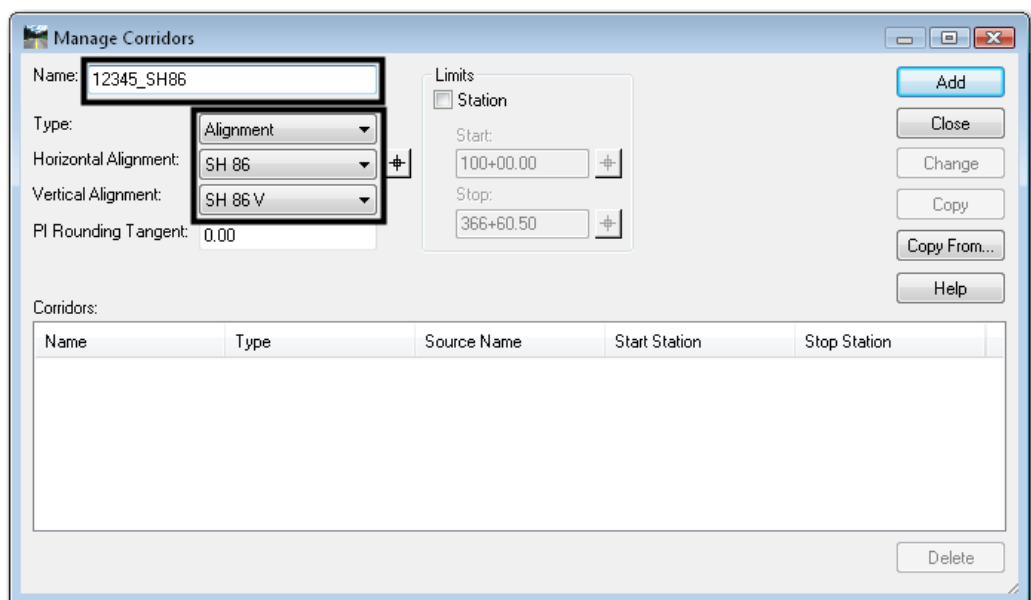 Manage Corridors
Name: 12345_SH86
Type: Alignment
Horizontal Alignment: SH 86
Vertical Alignment: SH 86 V
PI Rounding Tangent: 0.00
Limits
Station
Start:
100+00.00
Stop:
366+60.50
Add
Close
Change
Copy
Copy From...
Help
Corridors:
Name Type Source Name Start Station Stop Station
Delete